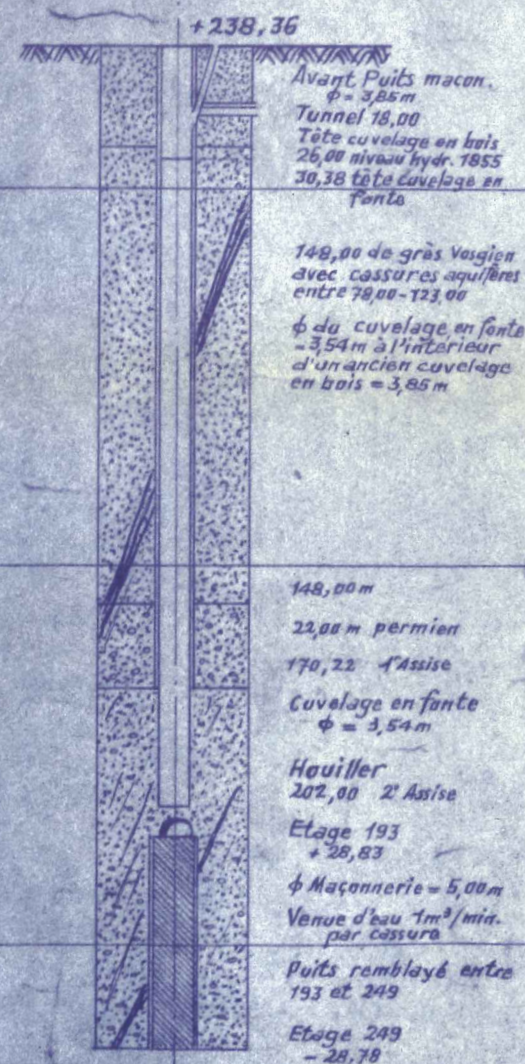 +238,36
Avant Puits maçon.
ϕ = 3,85m
Tunnel 18,00
Tête cuvelage en bois
26,00 niveau hydr. 1855
30,38 tête cuvelage en
fonte
148,00 de grès Vosgien
avec cassures aquifères
entre 78,00-123,00
ϕ du cuvelage en fonte
= 3,54m à l'intérieur
d'un ancien cuvelage
en bois = 3,85m
148,00m
22,00m permien
170,22 1'Assise
Cuvelage en fonte
ϕ = 3,54m
Houiller
202,00 2e Assise
Etage 193
+ 28,83
ϕ Maçonnerie = 5,00m
Venue d'eau 1m³/min.
par cassure
Puits remblayé entre
193 et 249
Etage 249
- 28,78